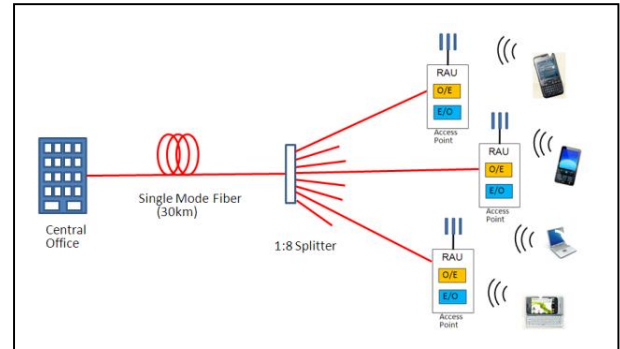 Central
Office
Single Mode Fiber
(30km)
1:8 Splitter
RAU
O/E
E/O
Access
Point
RAU
O/E
E/O
Access
Point
RAU
O/E
E/O
Access
Point